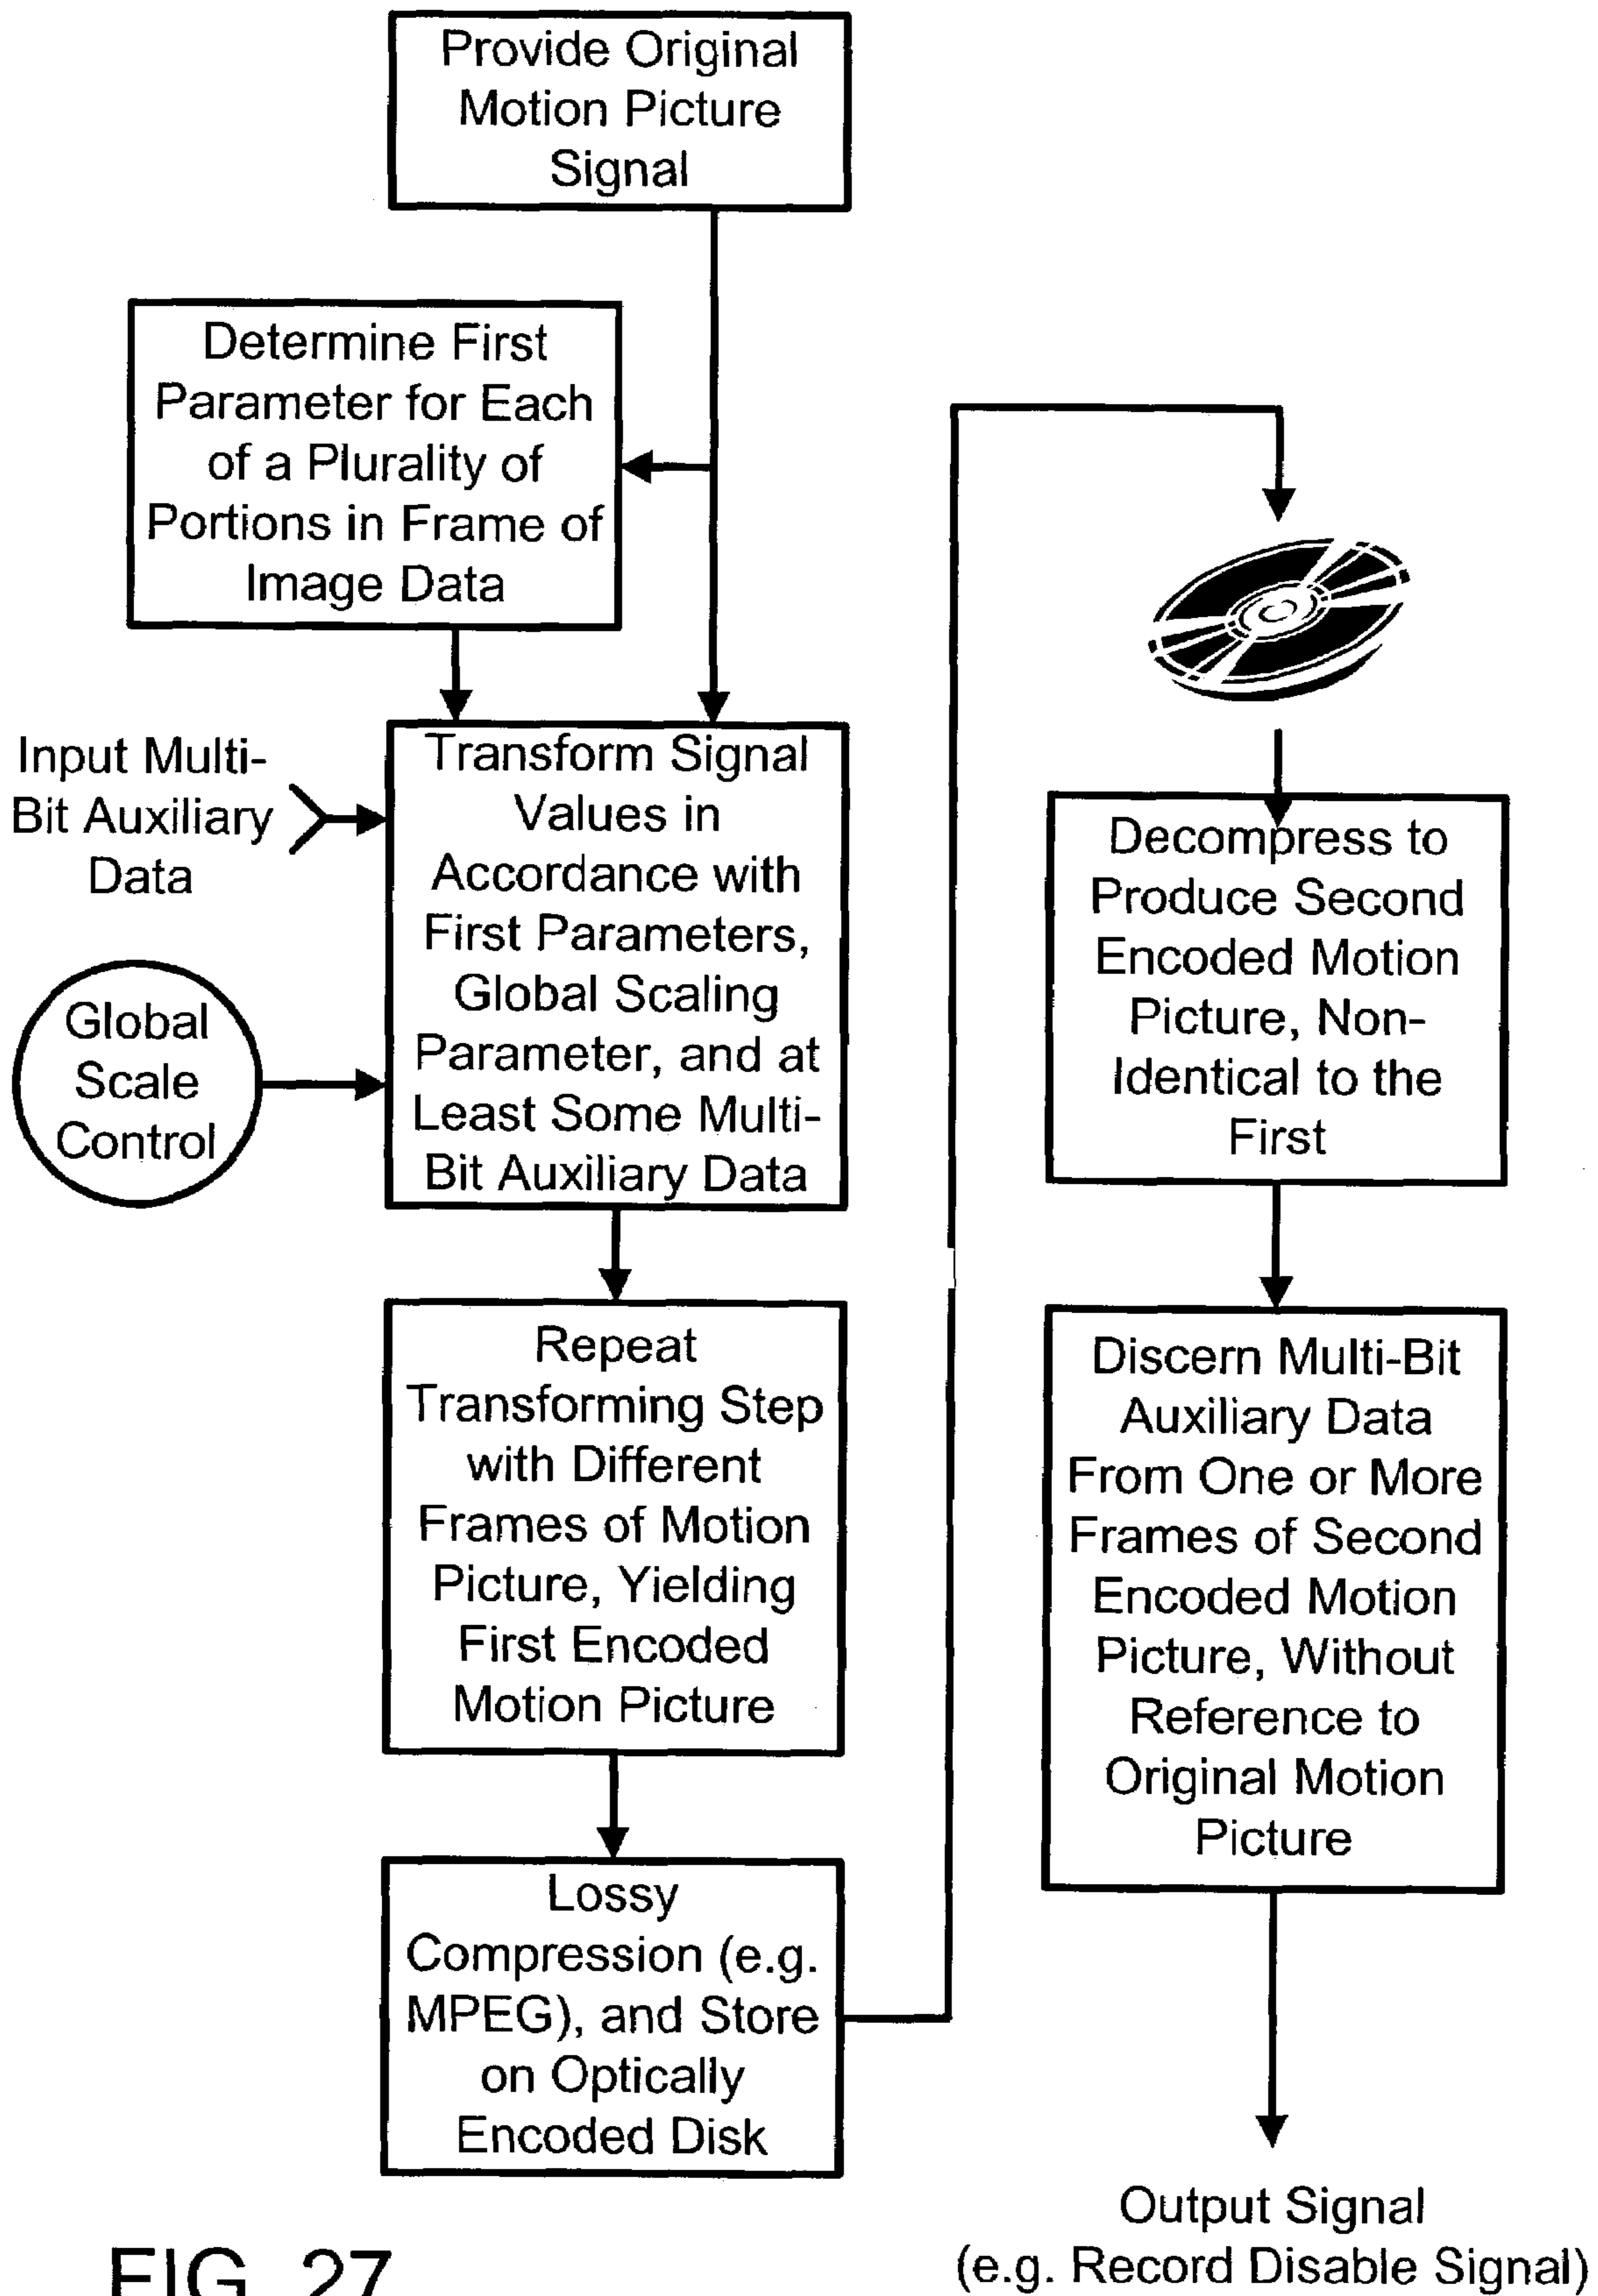 Provide Original
Motion Picture
Signal
Determine First
Parameter for Each
of a Plurality of
Portions in Frame of
Image Data
Input Multi-
Bit Auxiliary
Data
Global
Scale
Control
Transform Signal
Values in
Accordance with
First Parameters,
Global Scaling
Parameter, and at
Least Some Multi-
Bit Auxiliary Data
Repeat
Transforming Step
with Different
Frames of Motion
Picture, Yielding
First Encoded
Motion Picture
Lossy
Compression (e.g.
MPEG), and Store
on Optically
Encoded Disk
Decompress to
Produce Second
Encoded Motion
Picture, Non-
Identical to the
First
Discern Multi-Bit
Auxiliary Data
From One or More
Frames of Second
Encoded Motion
Picture, Without
Reference to
Original Motion
Picture
Output Signal
(e.g. Record Disable Signal)
FIG. 27